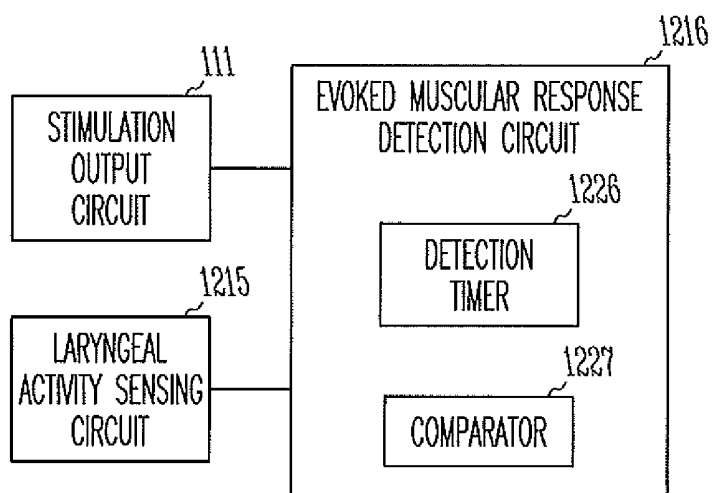 111
STIMULATION
OUTPUT
CIRCUIT
1215
LARYNGEAL
ACTIVITY SENSING
CIRCUIT
1216
EVOKED MUSCULAR RESPONSE
DETECTION CIRCUIT
1226
DETECTION
TIMER
1227
COMPARATOR